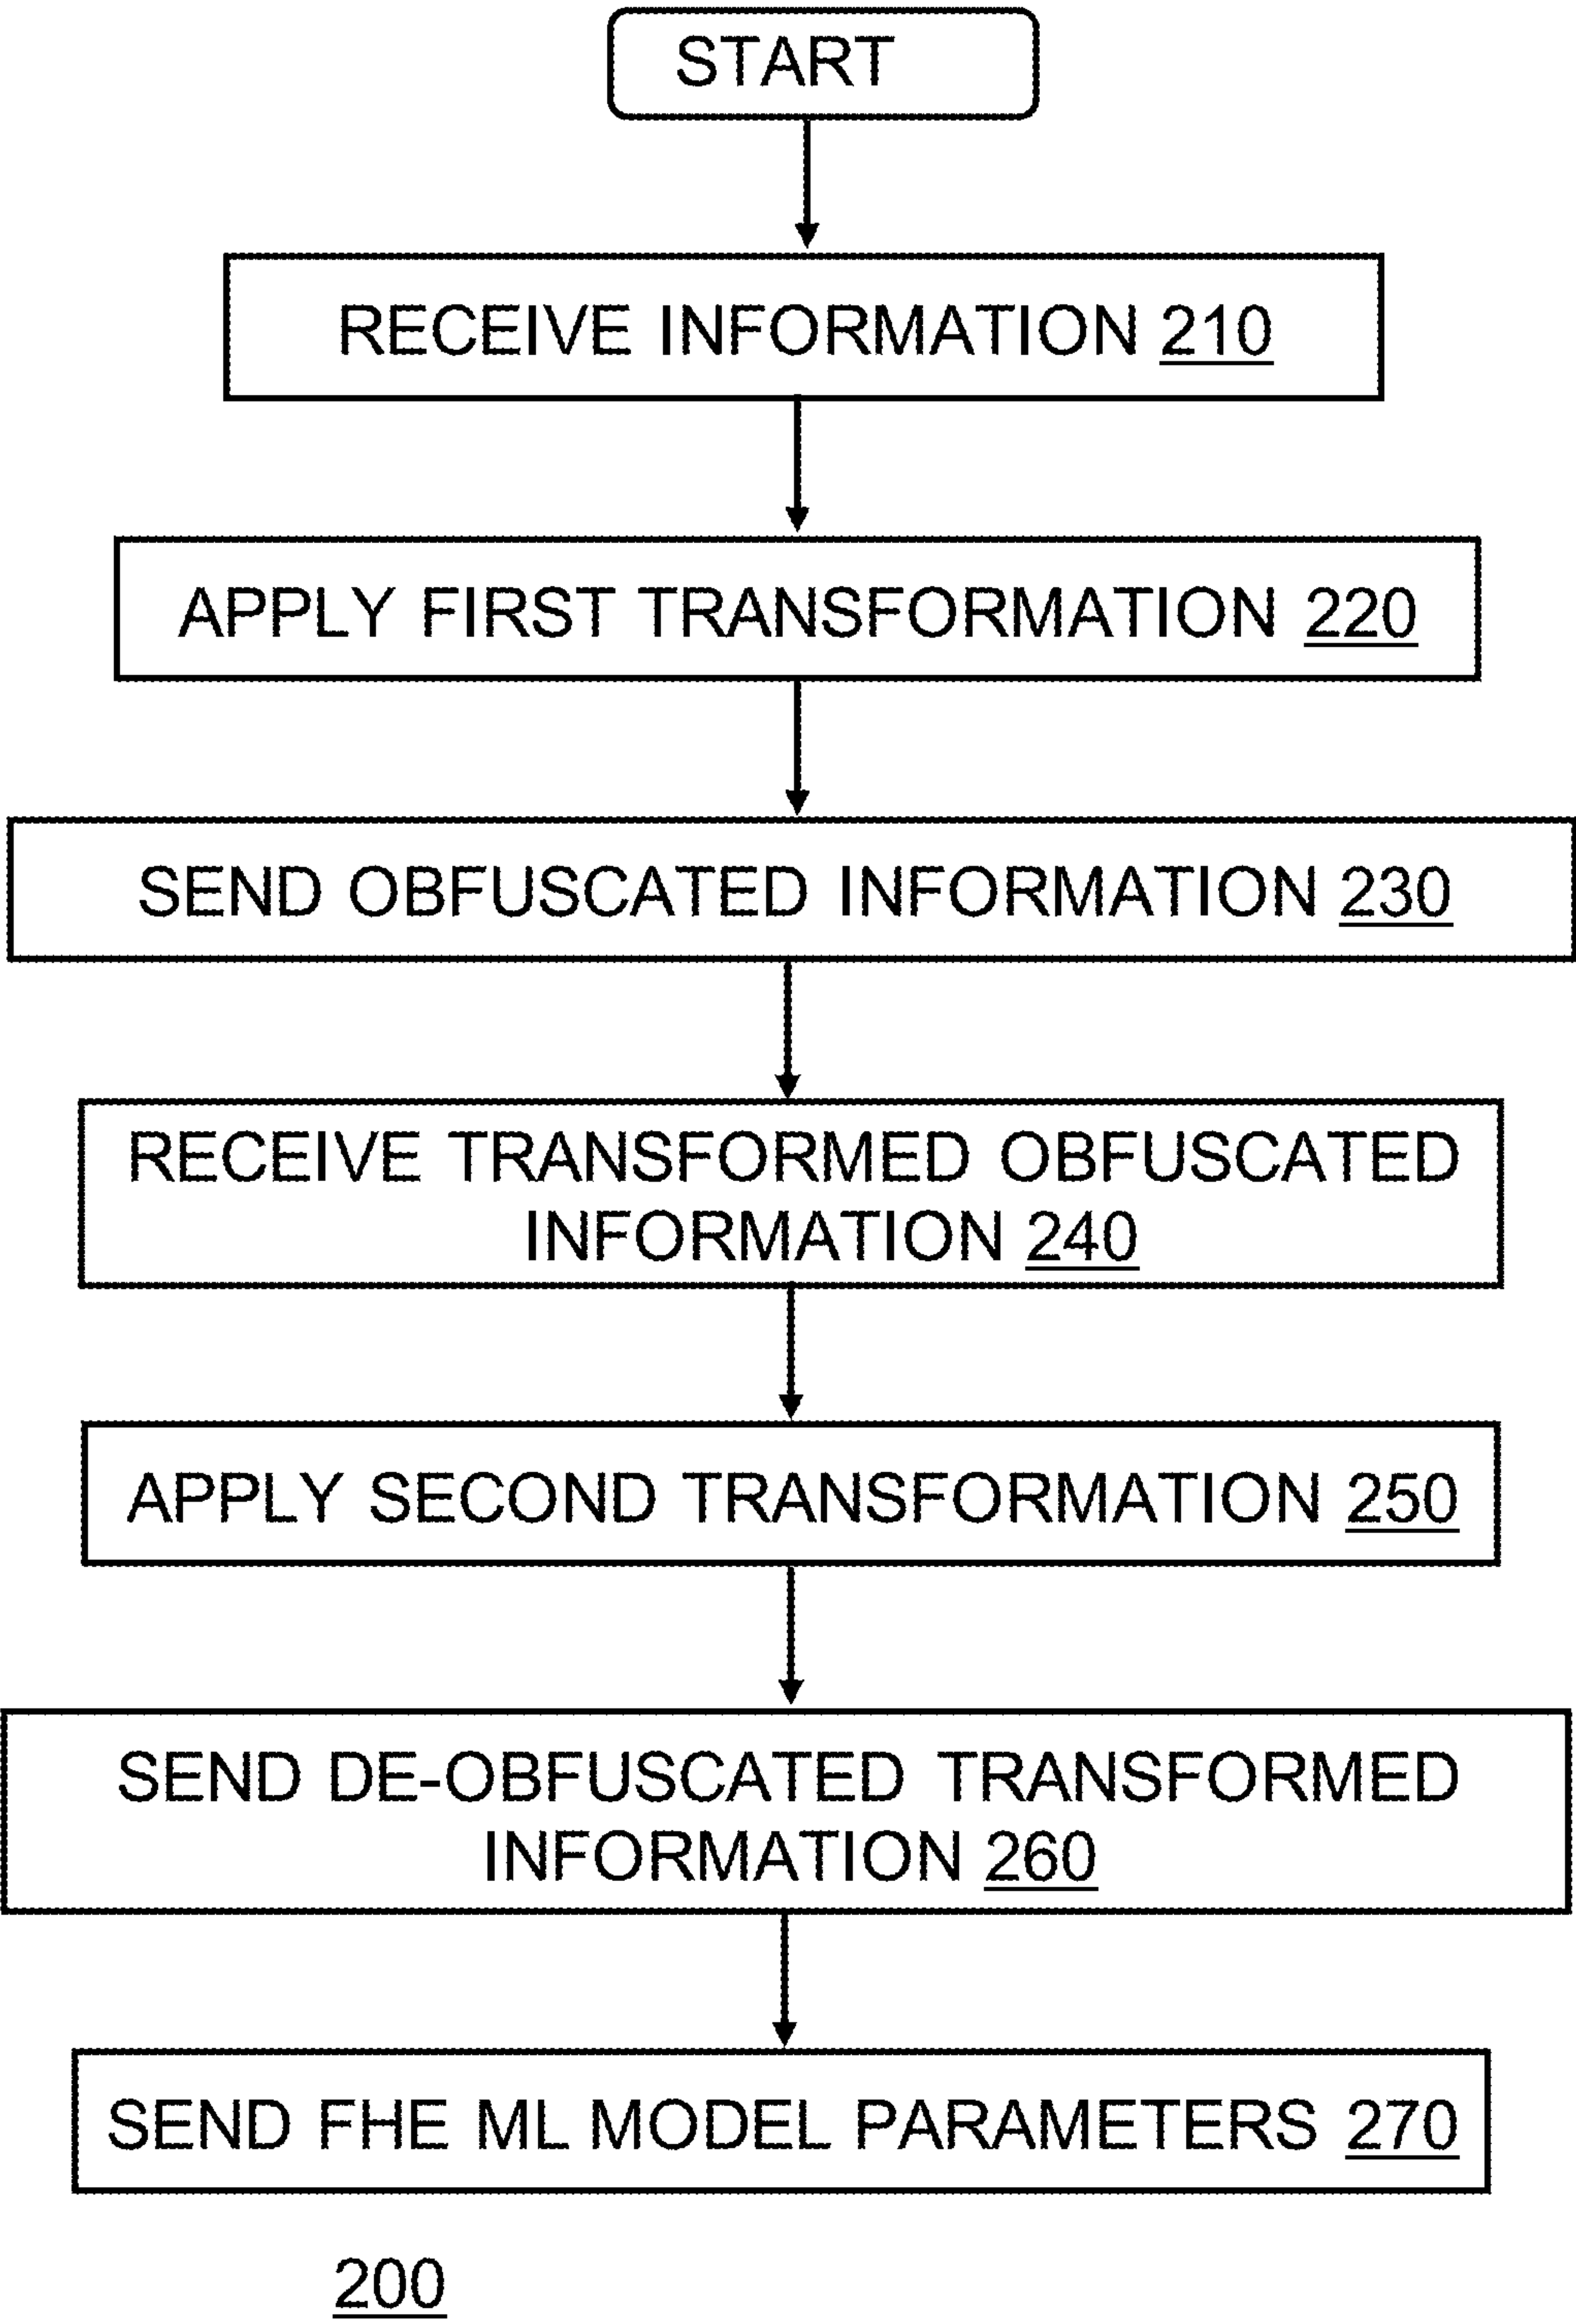 START
RECEIVE INFORMATION 210
APPLY FIRST TRANSFORMATION 220
SEND OBFUSCATED INFORMATION 230
RECEIVE TRANSFORMED OBFUSCATED
INFORMATION 240
APPLY SECOND TRANSFORMATION 250
SEND DE-OBFUSCATED TRANSFORMED
INFORMATION 260
SEND FHE ML MODEL PARAMETERS 270
200